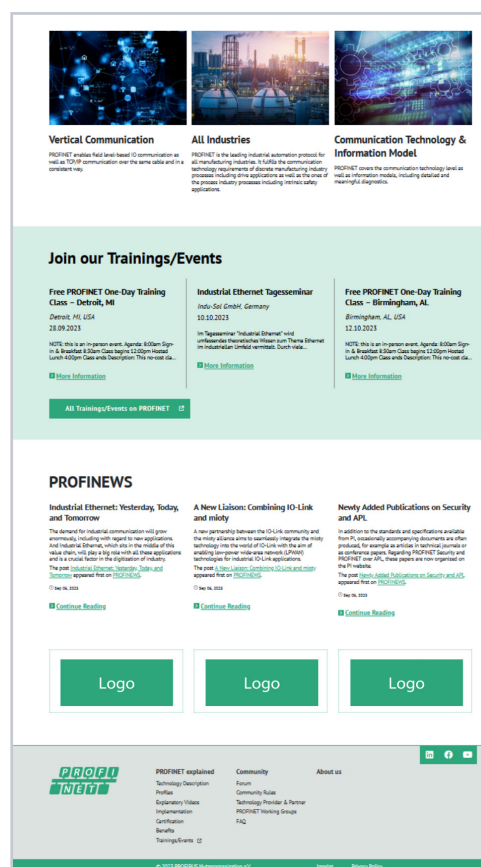 Vertical Communication
PROFINET enables field level-based IO communication as
well as TCP/IP communication over the same cable and in a
consistent way.
All Industries
PROFINET is the leading industrial automation protocol for
all manufacturing industries. It fulfills the communication
technology requirements of discrete manufacturing industry
processes including drive applications as well as the ones of
the process industry processes including intrinsic safety
applications.
Communication Technology &
Information Model
PROFINET covers the communication technology level as
well as information models, including detailed and
meaningful diagnostics.
Join our Trainings/Events
Free PROFINET One-Day Training
Class – Detroit, MI
Detroit, MI, USA
28.09.2023
NOTE: this is an in-person event. Agenda: 8:00am Sign-
in & Breakfast 8:30am Class begins 12:00pm Hosted
Lunch 4:00pm Class ends Description: This no-cost cla...
More Information
Industrial Ethernet Tagesseminar
Indu-Sol GmbH, Germany
10.10.2023
Im Tagesseminar "Industrial Ethernet" wird
umfassendes theoretisches Wissen zum Thema Ethernet
im industriellen Umfeld vermittelt. Durch viele...
More Information
Free PROFINET One-Day Training
Class – Birmingham, AL
Birmingham, AL, USA
12.10.2023
NOTE: this is an in-person event. Agenda: 8:00am Sign-
in & Breakfast 8:30am Class begins 12:00pm Hosted
Lunch 4:00pm Class ends Description: This no-cost cla...
More Information
All Trainings/Events on PROFINET
PROFINEWS
Industrial Ethernet: Yesterday, Today,
and Tomorrow
The demand for industrial communication will grow
enormously, including with regard to new applications.
And Industrial Ethernet, which sits in the middle of this
value chain, will play a big role with all these applications
and is a crucial factor in the digitization of industry.
The post Industrial Ethernet: Yesterday, Today, and
Tomorrow appeared first on PROFINEWS.
Sep 06, 2023
Continue Reading
A New Liaison: Combining IO-Link
and mioty
A new partnership between the IO-Link community and
the mioty alliance aims to seamlessly integrate the mioty
technology into the world of IO-Link with the aim of
enabling low-power wide-area network (LPWAN)
technologies for industrial IO-Link applications.
The post A New Liaison: Combining IO-Link and mioty
appeared first on PROFINEWS.
Sep 06, 2023
Continue Reading
Newly Added Publications on Security
and APL
In addition to the standards and specifications available
from PI, occasionally accompanying documents are often
produced, for example as articles in technical journals or
as conference papers. Regarding PROFINET Security and
PROFINET over APL, these papers are now organised on
the PI website.
The post Newly Added Publications on Security and APL
appeared first on PROFINEWS.
Sep 06, 2023
Continue Reading
Logo
Logo
Logo
PROFI
NET
PROFINET explained
Technology Description
Profiles
Explanatory Videos
Implementation
Certification
Benefits
Trainings/Events
Community
Forum
Community Rules
Technology Provider & Partner
PROFINET Working Groups
FAQ
About us
© 2023 PROFIBUS Nutzerorganisation e.V.
Imprint
Privacy Policy